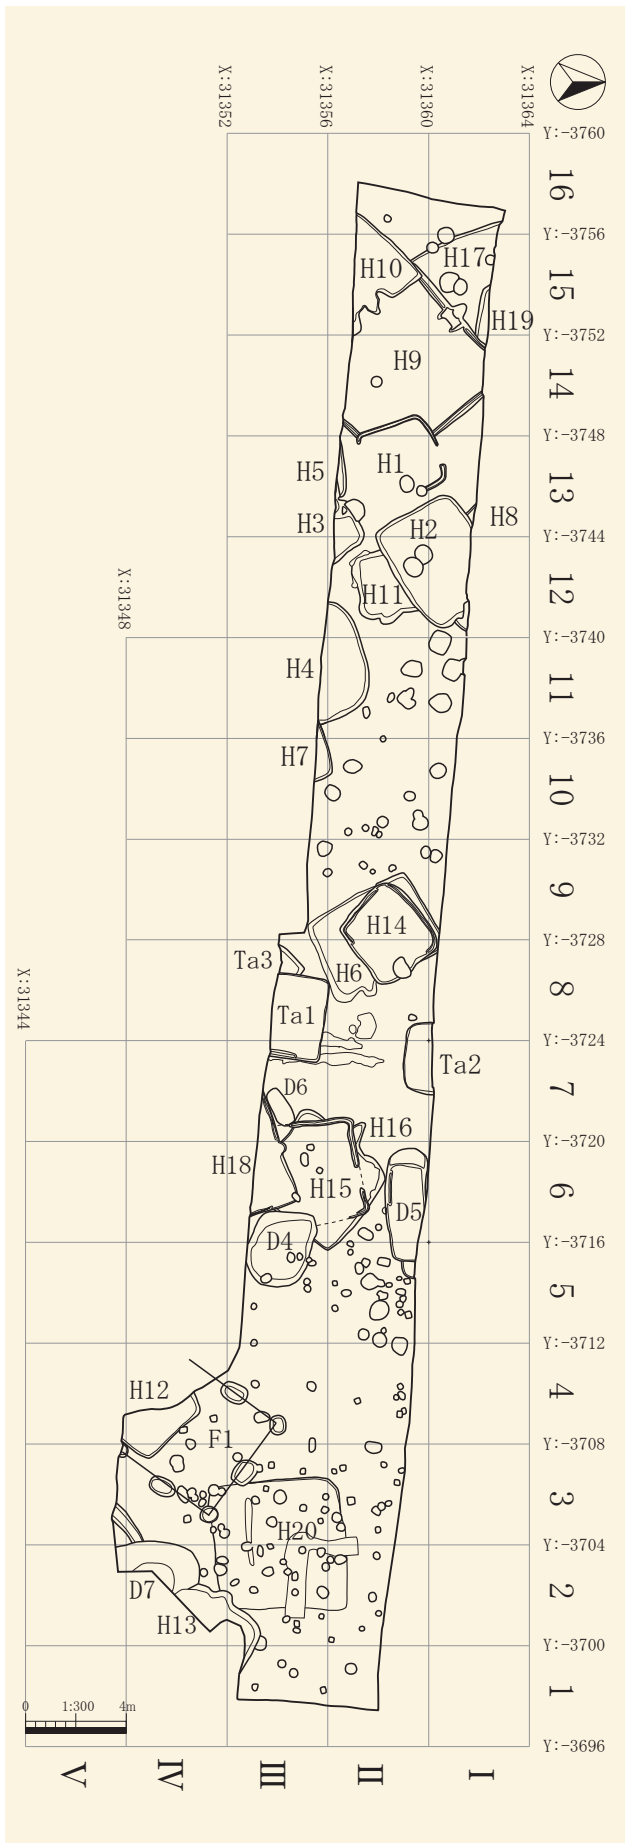 X:31352
X:31356
X:31360
X:31364
Y:-3760
16
Y:-3756
H17
H10
15
H19
Y:-3752
H9
14
Y:-3748
H5
H1
13
H3
H2
H8
Y:-3744
X:31348
H11
12
Y:-3740
H4
11
Y:-3736
H7
10
Y:-3732
9
H14
Y:-3728
Ta3
H6
X:31344
8
Ta1
Y:-3724
Ta2
7
D6
H16
Y:-3720
H18
H15
6
D5
D4
Y:-3716
5
Y:-3712
H12
4
F1
Y:-3708
3
H20
Y:-3704
D7
2
H13
Y:-3700
1
0 1:300 4m
Y:-3696
V IV III II I